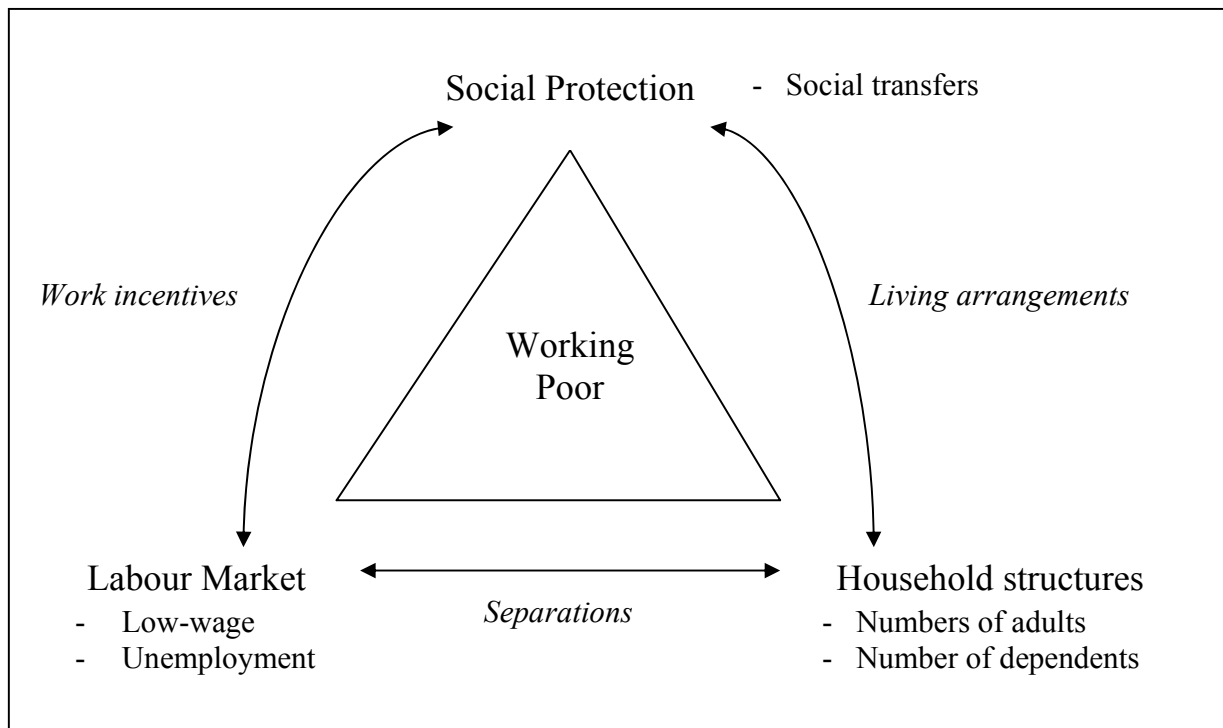 Social Protection
- Social transfers
Work incentives
Living arrangements
Working
Poor
Labour Market
- Low-wage
- Unemployment
Separations
Household structures
- Numbers of adults
- Number of dependents